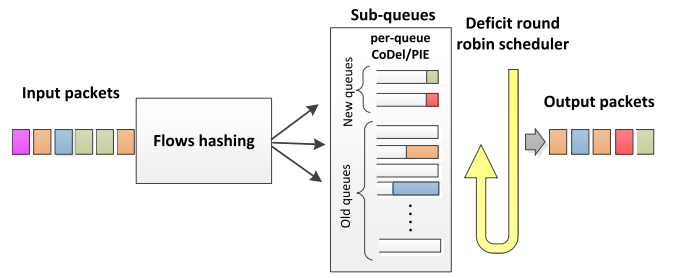 Sub-queues
Deficit round
robin scheduler
per-queue
CoDel/PIE
Input packets
Flows hashing
New queues
Old queues
Output packets